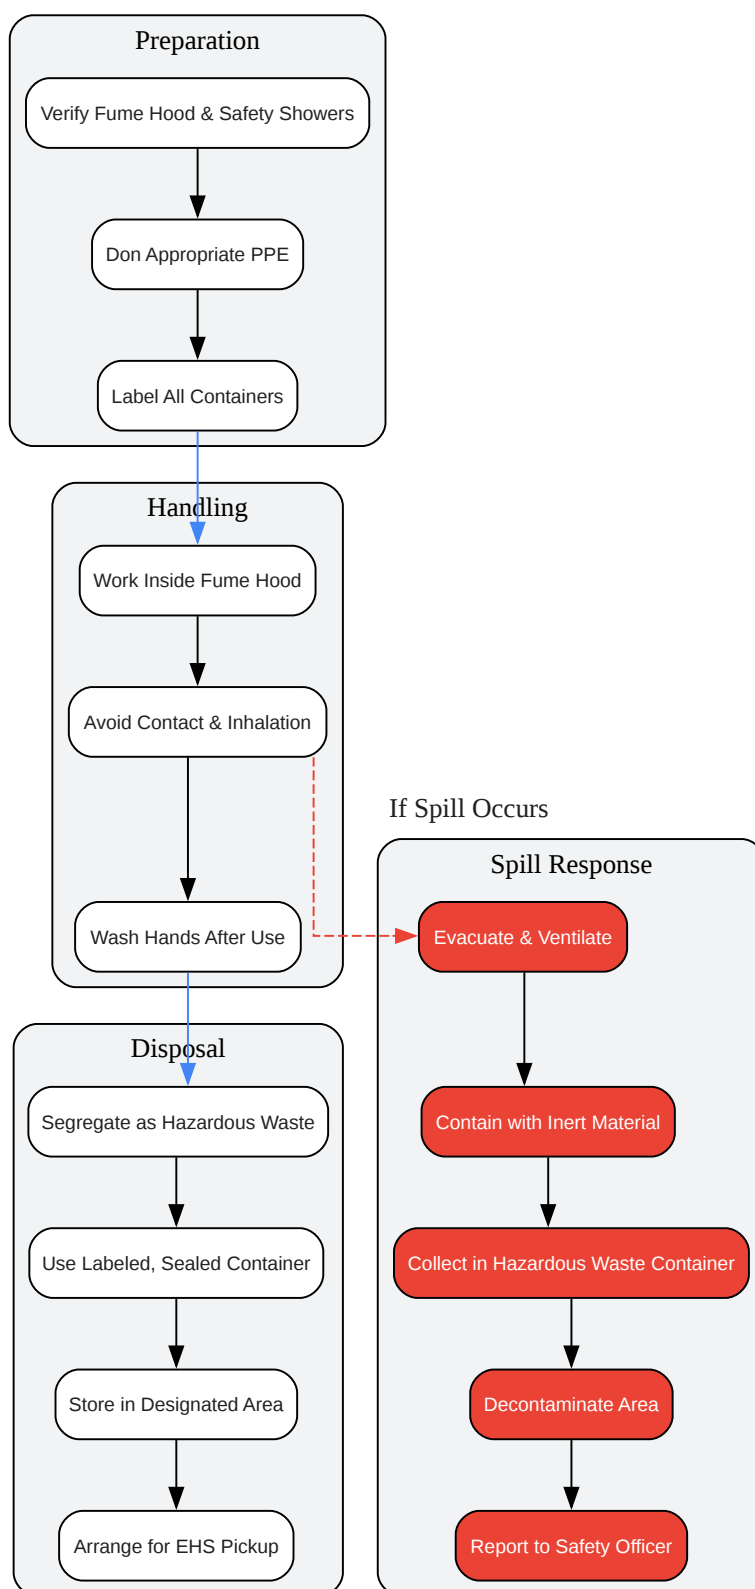 Preparation
Verify Fume Hood & Safety Showers
Don Appropriate PPE
Label All Containers
Handling
Work Inside Fume Hood
Avoid Contact & Inhalation
Wash Hands After Use
If Spill Occurs
Spill Response
Evacuate & Ventilate
Contain with Inert Material
Collect in Hazardous Waste Container
Decontaminate Area
Report to Safety Officer
Disposal
Segregate as Hazardous Waste
Use Labeled, Sealed Container
Store in Designated Area
Arrange for EHS Pickup